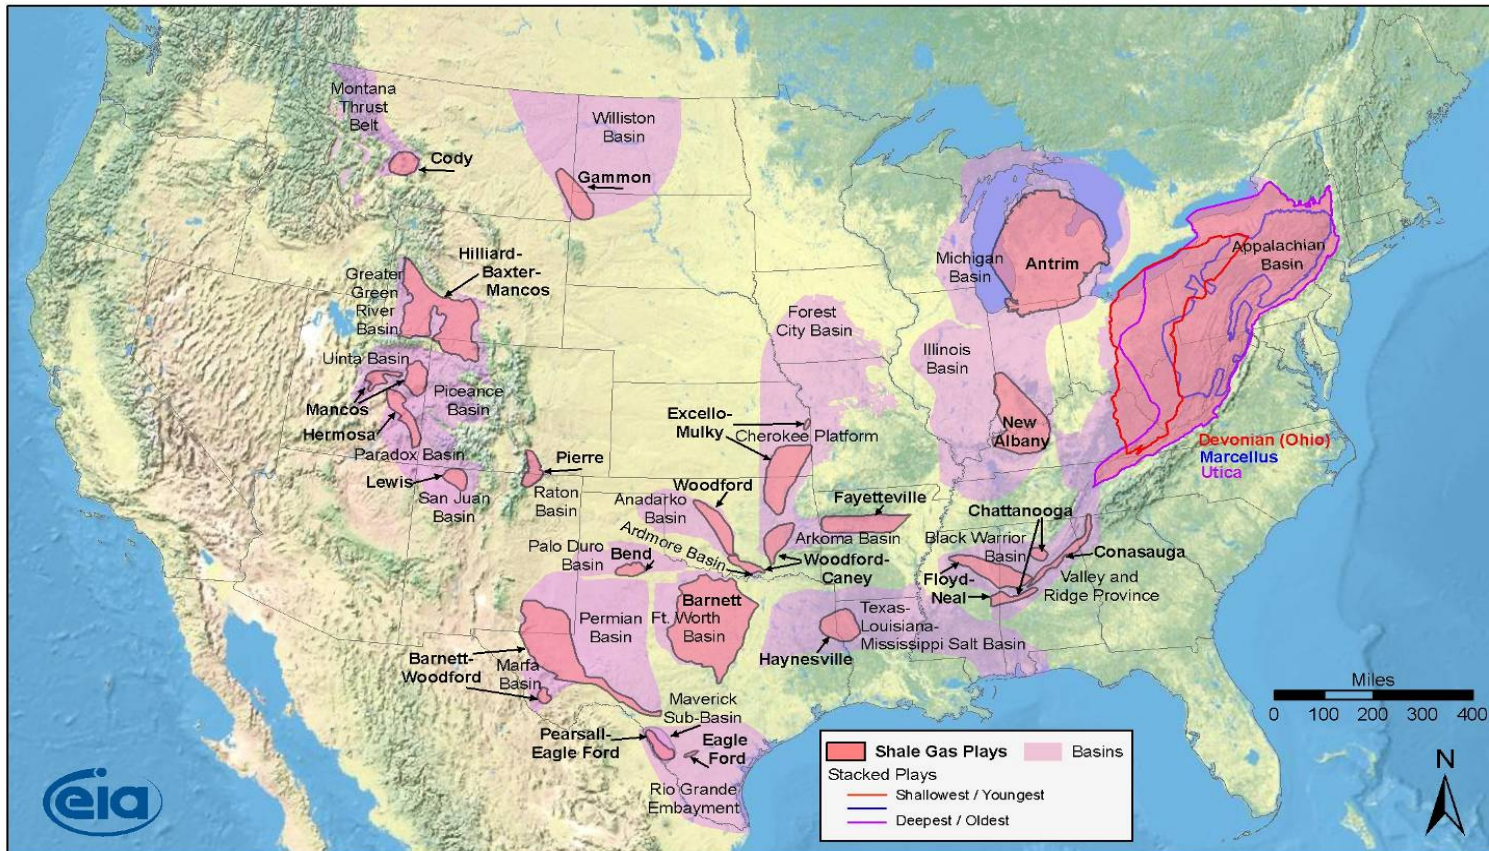 Montana
Thrust
Belt
Williston
Basin
Cody
Gammon
Hilliard-
Baxter-
Mancos
Greater
Green
River
Basin
Michigan
Basin
Antrim
Appalachian
Basin
Forest
City Basin
Illinois
Basin
Uinta Basin
Piceance
Basin
Mancos
Hermosa
Paradox Basin
Lewis
San Juan
Basin
Pierre
Raton
Basin
Excello-
Mulky
Cherokee Platform
New
Albany
Devonian (Ohio)
Marcellus
Utica
Woodford
Anadarko
Basin
Fayetteville
Arkoma Basin
Ardmore Basin
Palo Duro
Basin
Bend
Woodford-
Caney
Chattanooga
Black Warrior
Basin
Conasauga
Floyd-
Neal
Valley and
Ridge Province
Barnett
Ft. Worth
Basin
Permian
Basin
Texas-
Louisiana-
Mississippi Salt Basin
Haynesville
Barnett-
Woodford
Marfa
Basin
Maverick
Sub-Basin
Pearsall-
Eagle Ford
Eagle
Ford
Rio Grande
Embayment
Miles
0 100 200 300 400
N
Shale Gas Plays
Basins
Stacked Plays
Shallowest / Youngest
Deepest / Oldest
eia